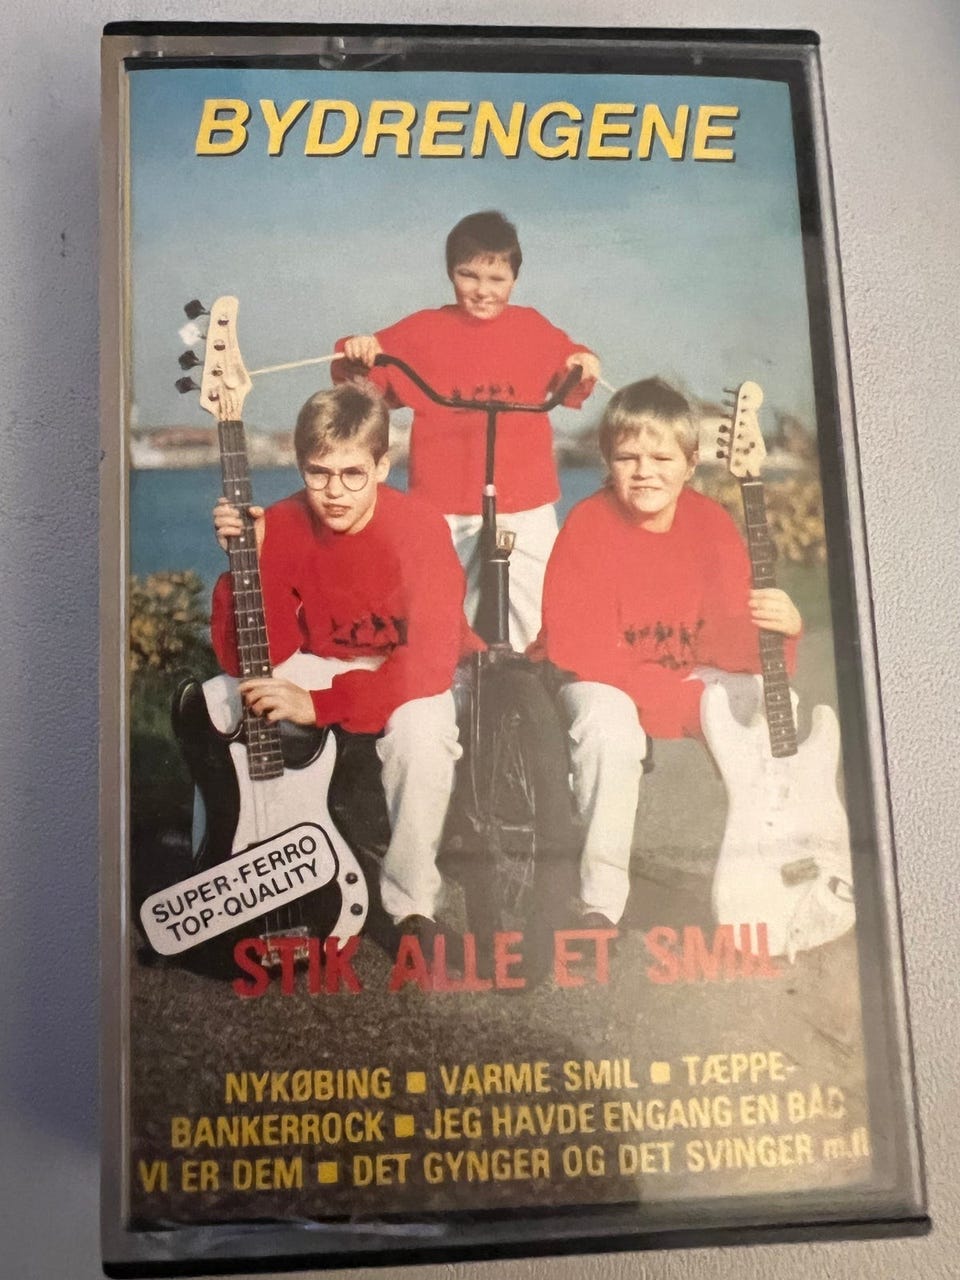 BYDRENGENE
SUPER-FERRO
TOP-QUALITY
STIK ALLE ET SMIL
NYKØBING ■ VARME SMIL ■ TÆPPE-
BANKERROCK ■ JEG HAVDE ENGANG EN BÅD
VI ER DEM ■ DET GYNGER OG DET SVINGER m.fl